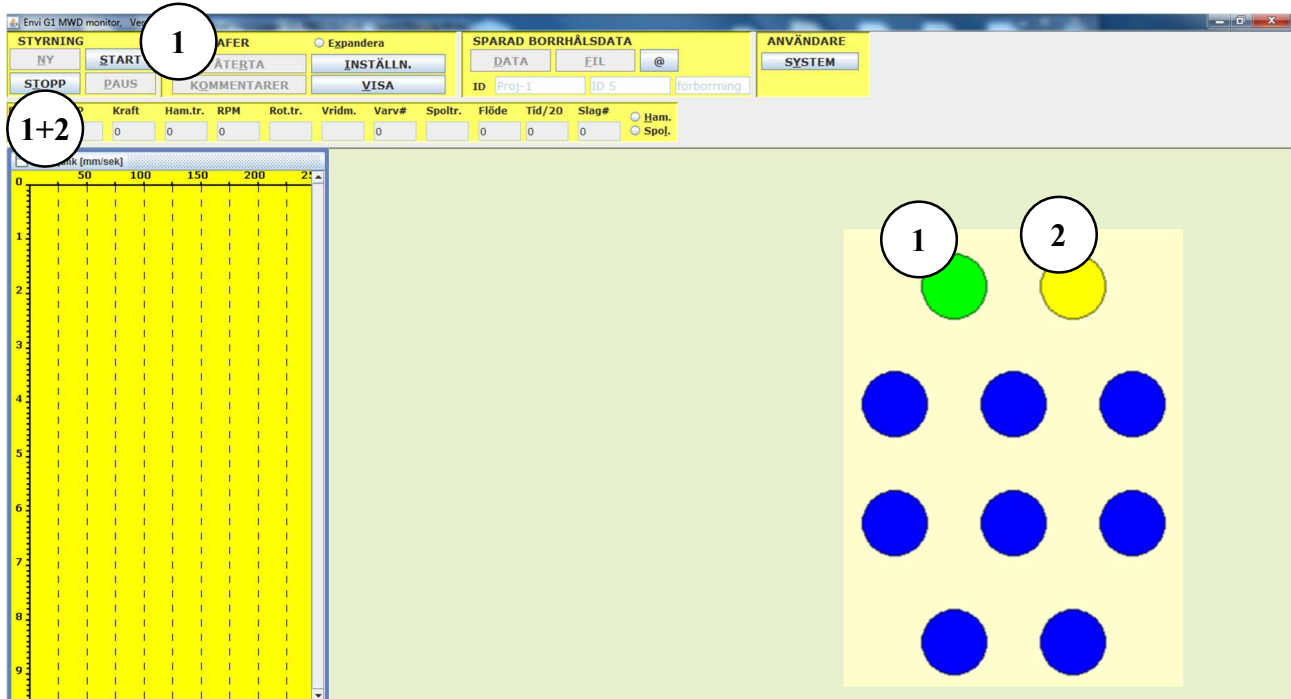 Envi G1 MWD monitor, Ve
STYRNING
AFER
Expandera
SPARAD BORRHÅLSDATA
ANVÄNDARE
NY
START
ÅTERTA
INSTÄLLN.
DATA
FIL
@
SYSTEM
STOPP
PAUS
KOMMENTARER
VISA
ID
Proj-1
ID 5
förborrning
1
Kraft
Ham.tr.
RPM
Rot.tr.
Vridm.
Varv#
Spoltr.
Flöde
Tid/20
Slag#
Ham.
Spol.
1+2
0
0
0
0
0
0
0
[mm/sek]
50
100
150
200
0
1
2
3
4
5
6
7
8
9
1
2